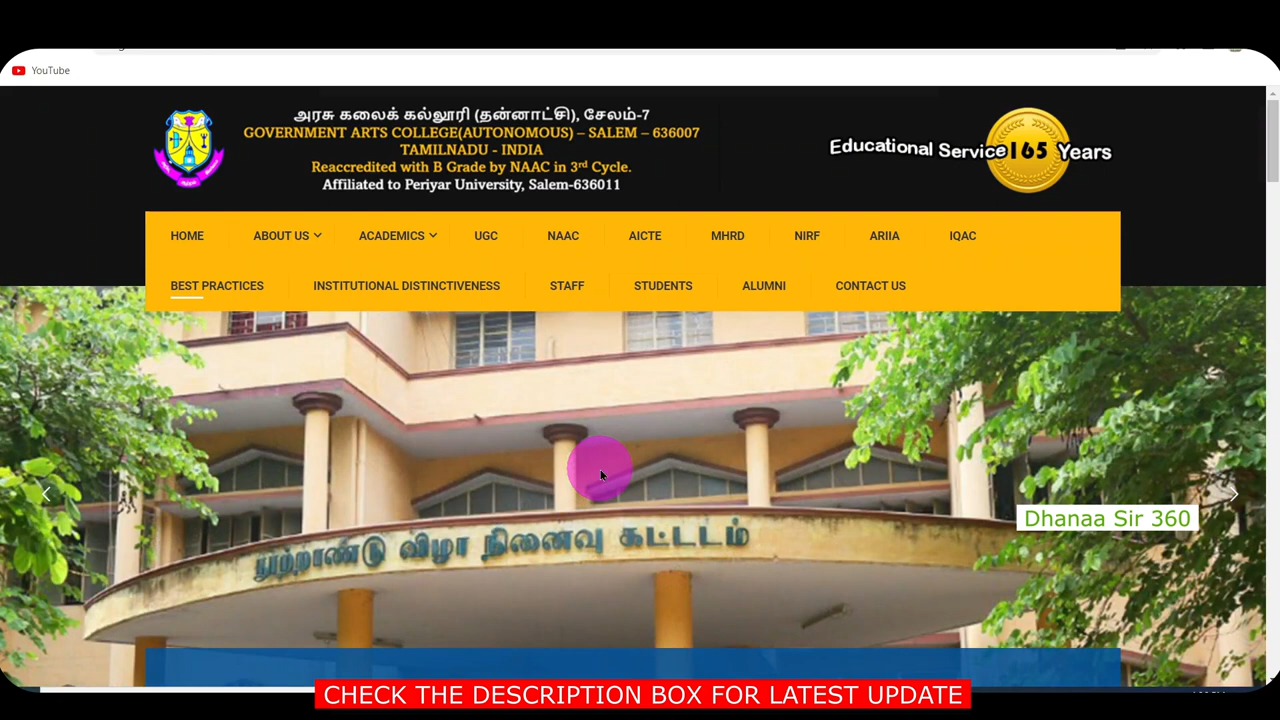 YouTube
அரசு கலைக் கல்லூரி (தன்னாட்சி), சேலம்-7
GOVERNMENT ARTS COLLEGE(AUTONOMOUS) – SALEM – 636007
TAMILNADU - INDIA
Reaccredited with B Grade by NAAC in 3rd Cycle.
Affiliated to Periyar University, Salem-636011
Educational Service 165 Years
HOME ABOUT US ACADEMICS UGC NAAC AICTE MHRD NIRF ARIIA IQAC
BEST PRACTICES INSTITUTIONAL DISTINCTIVENESS STAFF STUDENTS ALUMNI CONTACT US
Dhanaa Sir 360
நூற்றாண்டு விழா நினைவு கட்டடம்
CHECK THE DESCRIPTION BOX FOR LATEST UPDATE